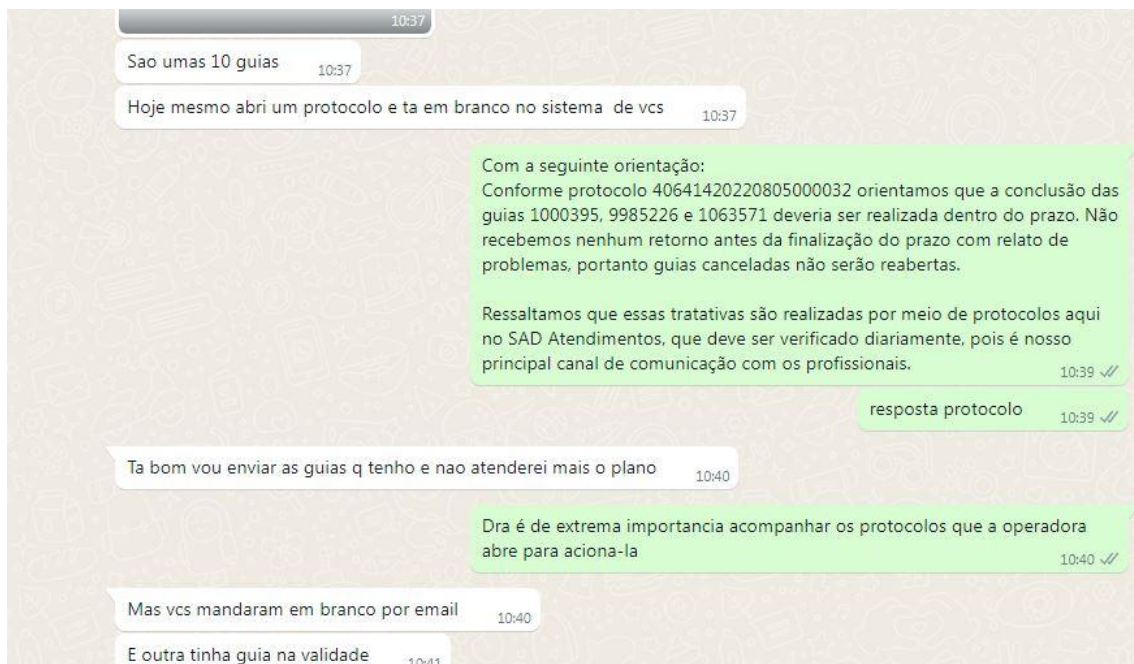 10:37
Sao umas 10 guias 10:37
Hoje mesmo abri um protocolo e ta em branco no sistema de vcs 10:37
Com a seguinte orientação:
Conforme protocolo 40641420220805000032 orientamos que a conclusão das
guias 1000395, 9985226 e 1063571 deveria ser realizada dentro do prazo. Não
recebemos nenhum retorno antes da finalização do prazo com relato de
problemas, portanto guias canceladas não serão reabertas.
Ressaltamos que essas tratativas são realizadas por meio de protocolos aqui
no SAD Atendimentos, que deve ser verificado diariamente, pois é nosso
principal canal de comunicação com os profissionais. 10:39
resposta protocolo 10:39
Ta bom vou enviar as guias q tenho e nao atenderei mais o plano 10:40
Dra é de extrema importancia acompanhar os protocolos que a operadora
abre para aciona-la 10:40
Mas vcs mandaram em branco por email 10:40
E outra tinha guia na validade 10:41